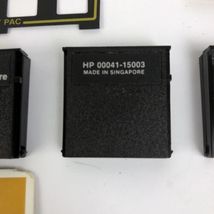 PAC
HP 00041-15003
MADE IN SINGAPORE